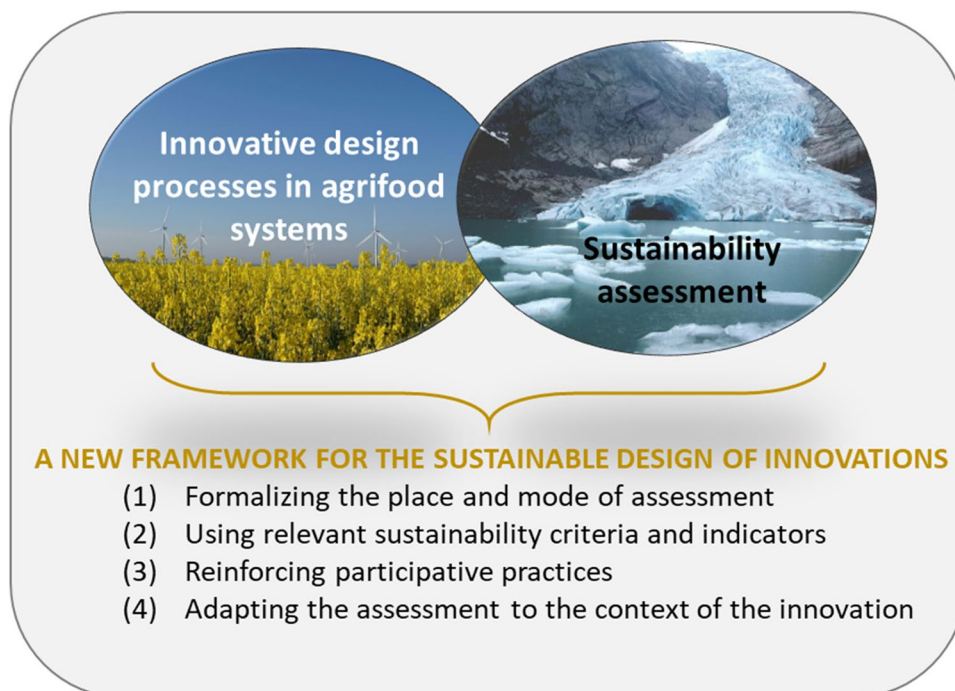 Innovative design
processes in agrifood
systems
Sustainability
assessment
A NEW FRAMEWORK FOR THE SUSTAINABLE DESIGN OF INNOVATIONS
(1) Formalizing the place and mode of assessment
(2) Using relevant sustainability criteria and indicators
(3) Reinforcing participative practices
(4) Adapting the assessment to the context of the innovation